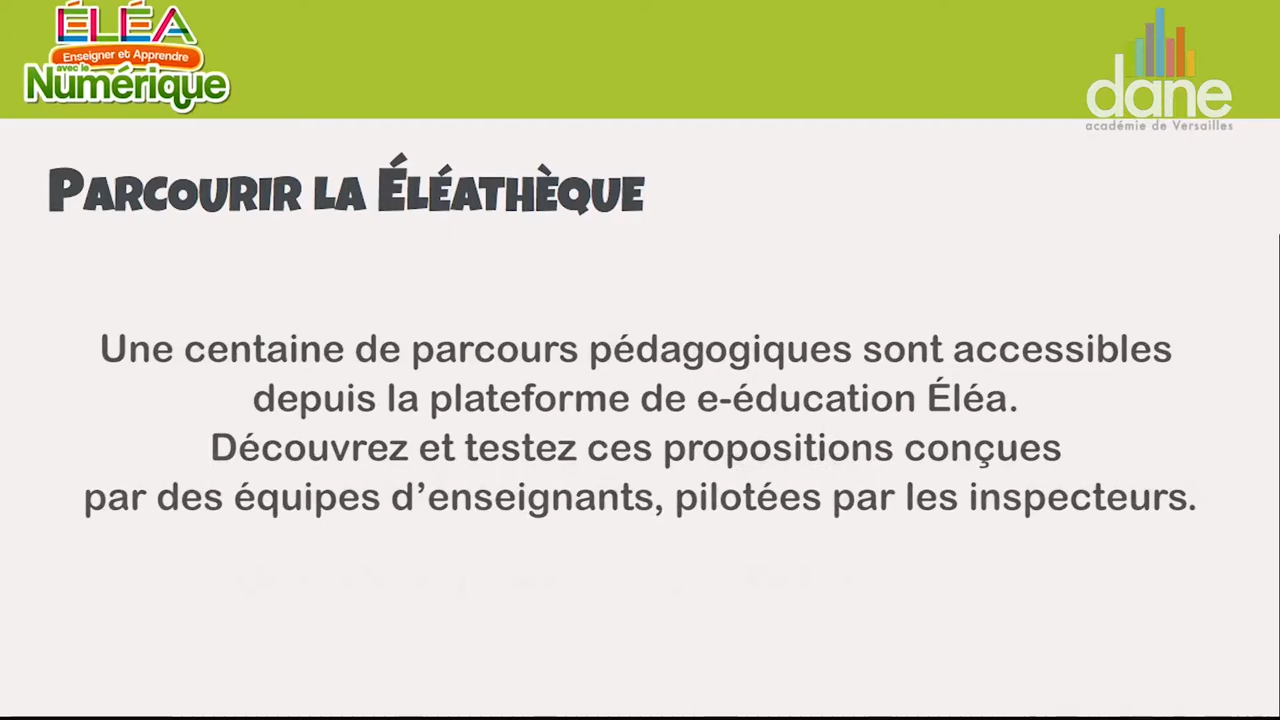 ÉLÉA
Enseigner et Apprendre
avec le
Numérique
dane
académie de Versailles
PARCOURIR LA ÉLÉATHÈQUE
Une centaine de parcours pédagogiques sont accessibles
depuis la plateforme de e-éducation Éléa.
Découvrez et testez ces propositions conçues
par des équipes d’enseignants, pilotées par les inspecteurs.